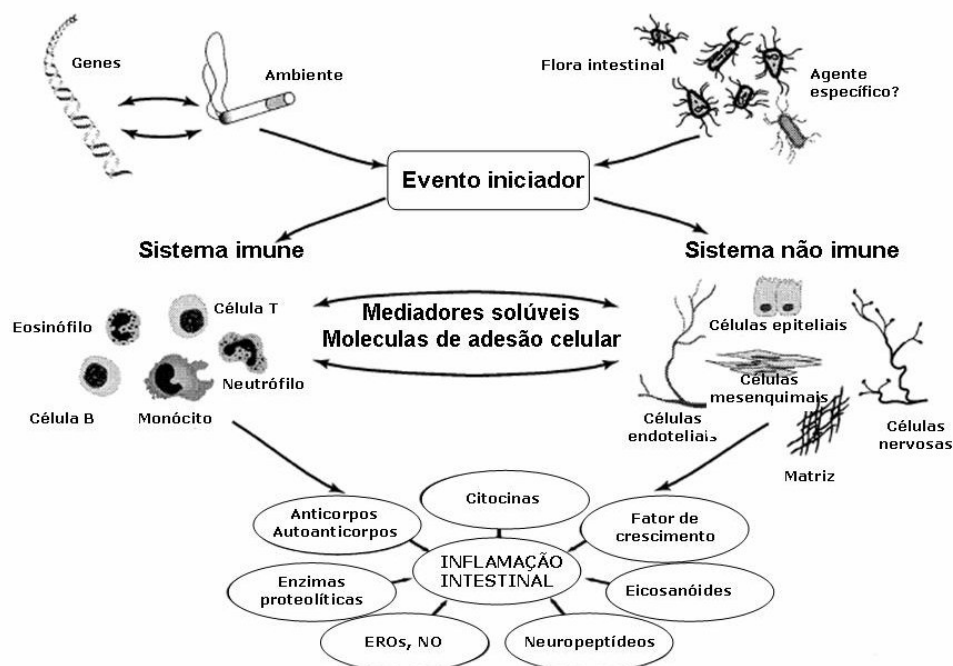 Genes
Ambiente
Flora intestinal
Agente
específico?
Evento iniciador
Sistema imune
Sistema não imune
Eosinófilo
Célula T
Neutrófilo
Célula B
Monócito
Mediadores solúveis
Moleculas de adesão celular
Células epiteliais
Células
mesenquimais
Células
endoteliais
Matriz
Células
nervosas
Citocinas
Anticorpos
Autoanticorpos
Fator de
crescimento
INFLAMAÇÃO
INTESTINAL
Enzimas
proteolíticas
Eicosanóides
EROs, NO
Neuropeptídeos